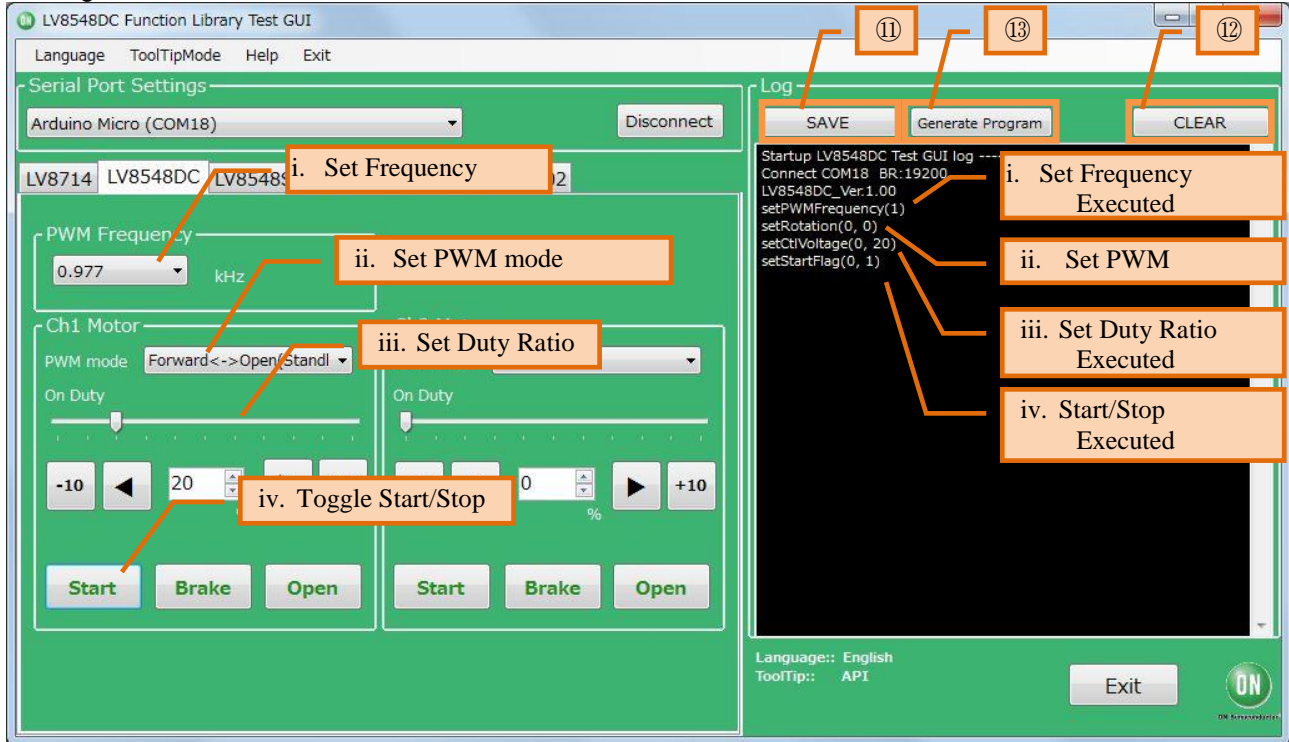 LV8548DC Function Library Test GUI
Language ToolTipMode Help Exit
⑪
⑬
⑫
Serial Port Settings
Arduino Micro (COM18)
Disconnect
LV8714 LV8548DC
i. Set Frequency
PWM Frequency
0.977 kHz
ii. Set PWM mode
Ch1 Motor
PWM mode Forward<->Open(Standl
iii. Set Duty Ratio
On Duty
On Duty
-10 20
0 +10
%
iv. Toggle Start/Stop
Start Brake Open
Start Brake Open
Log
SAVE Generate Program CLEAR
Startup LV8548DC Test GUI log ----
Connect COM18 BR:19200
LV8548DC_Ver.1.00
setPWMFrequency(1)
setRotation(0, 0)
setCtlVoltage(0, 20)
setStartFlag(0, 1)
i. Set Frequency
Executed
ii. Set PWM
iii. Set Duty Ratio
Executed
iv. Start/Stop
Executed
Language:: English
ToolTip:: API
Exit
ON
ON Semiconductor